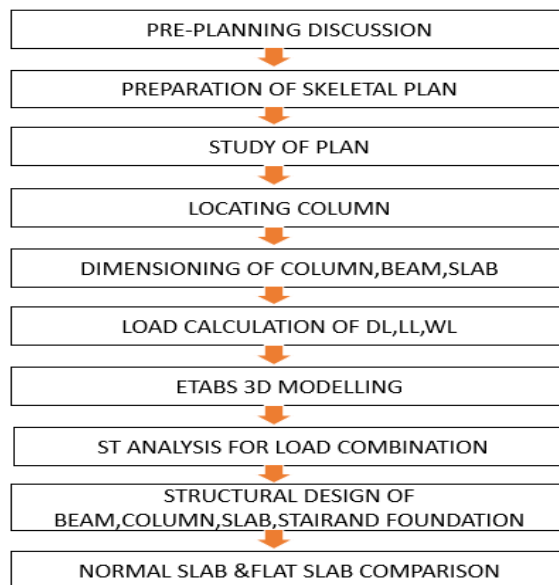 PRE-PLANNING DISCUSSION
PREPARATION OF SKELETAL PLAN
STUDY OF PLAN
LOCATING COLUMN
DIMENSIONING OF COLUMN,BEAM,SLAB
LOAD CALCULATION OF DL,LL,WL
ETABS 3D MODELLING
ST ANALYSIS FOR LOAD COMBINATION
STRUCTURAL DESIGN OF
BEAM,COLUMN,SLAB,STAIRAND FOUNDATION
NORMAL SLAB &FLAT SLAB COMPARISON